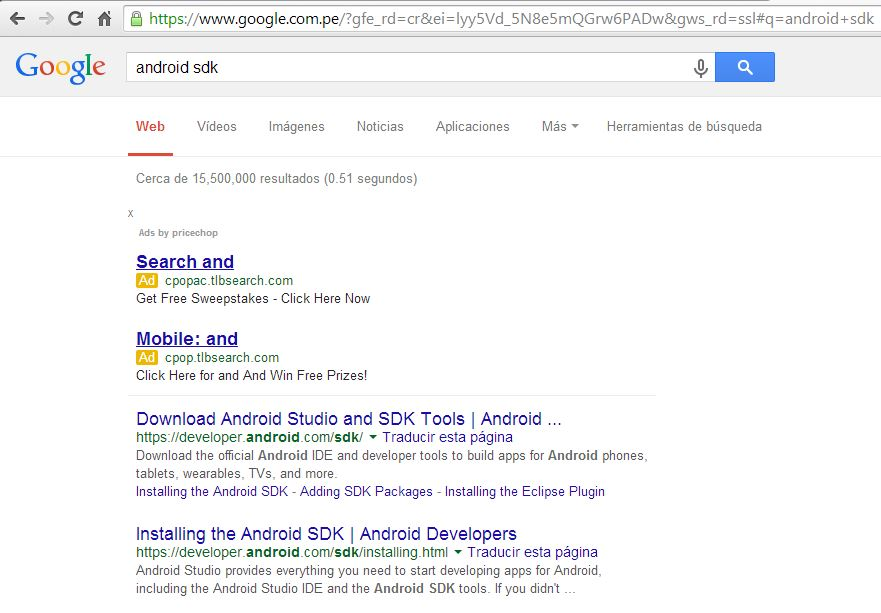 https://www.google.com.pe/?gfe_rd=cr&ei=lyy5Vd_5N8e5mQGrw6PADw&gws_rd=ssl#q=android+sdk
Google android sdk
Web Vídeos Imágenes Noticias Aplicaciones Más Herramientas de búsqueda
Cerca de 15,500,000 resultados (0.51 segundos)
x
Ads by pricechop
Search and
Ad cpopac.tlbsearch.com
Get Free Sweepstakes - Click Here Now
Mobile: and
Ad cpop.tlbsearch.com
Click Here for and And Win Free Prizes!
Download Android Studio and SDK Tools | Android ...
https://developer.android.com/sdk/ Traducir esta página
Download the official Android IDE and developer tools to build apps for Android phones,
tablets, wearables, TVs, and more.
Installing the Android SDK - Adding SDK Packages - Installing the Eclipse Plugin
Installing the Android SDK | Android Developers
https://developer.android.com/sdk/installing.html Traducir esta página
Android Studio provides everything you need to start developing apps for Android,
including the Android Studio IDE and the Android SDK tools. If you didn't ...